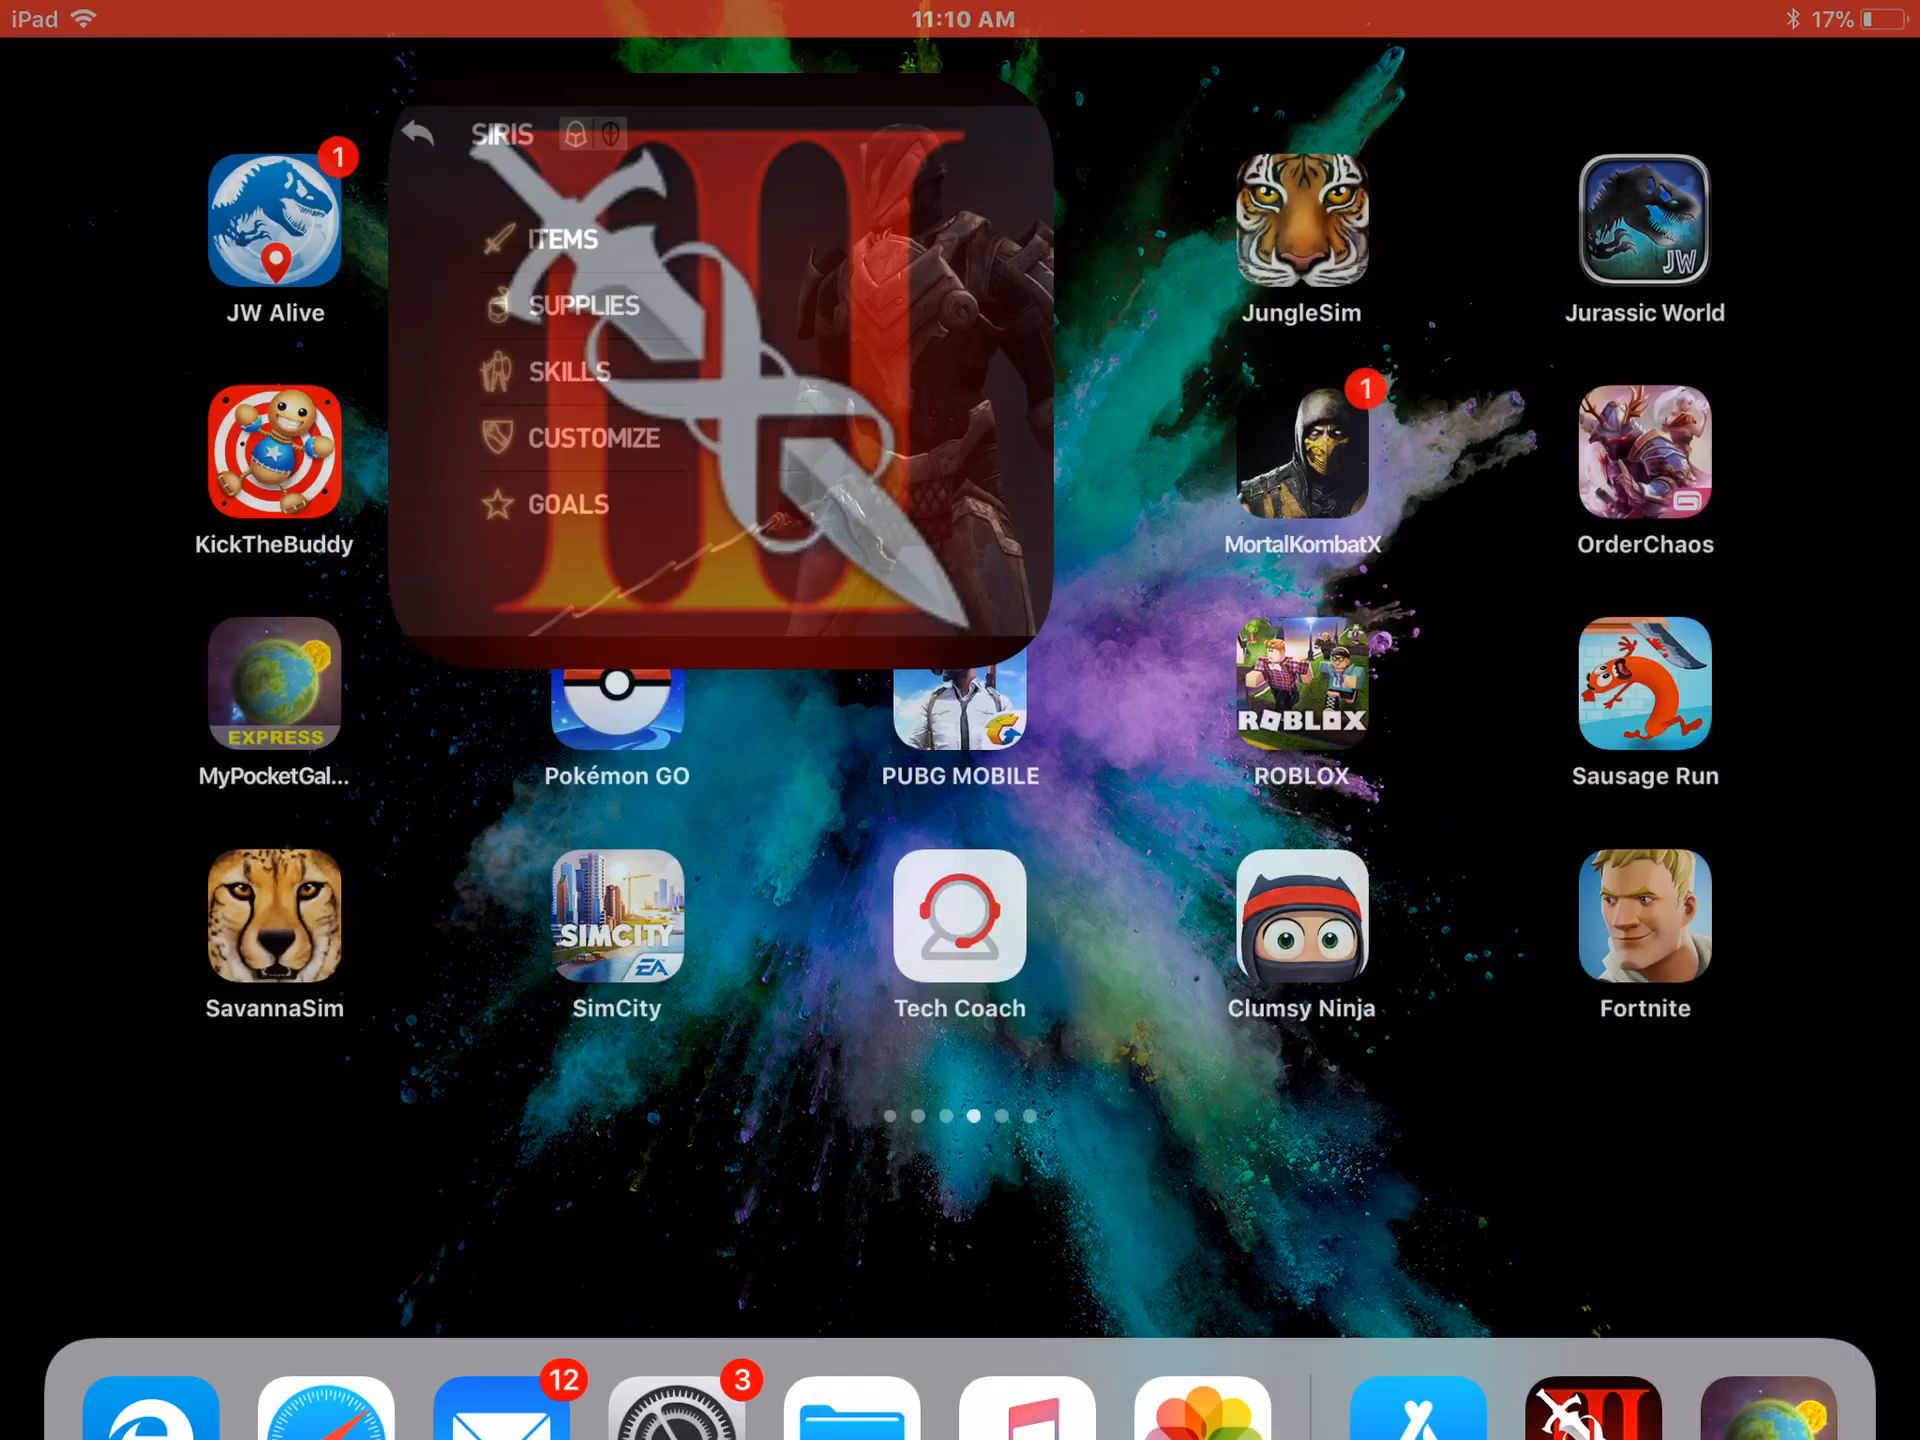 iPad 11:10 AM 17%
SIRIS
ITEMS
SUPPLIES
SKILLS
CUSTOMIZE
GOALS
1
JW Alive
JungleSim
JW
Jurassic World
KickTheBuddy
1
MortalKombatX
OrderChaos
EXPRESS
MyPocketGal...
Pokémon GO
PUBG MOBILE
ROBLOX
ROBLOX
Sausage Run
SavannaSim
SIMCITY
EA
SimCity
Tech Coach
Clumsy Ninja
Fortnite
12
3